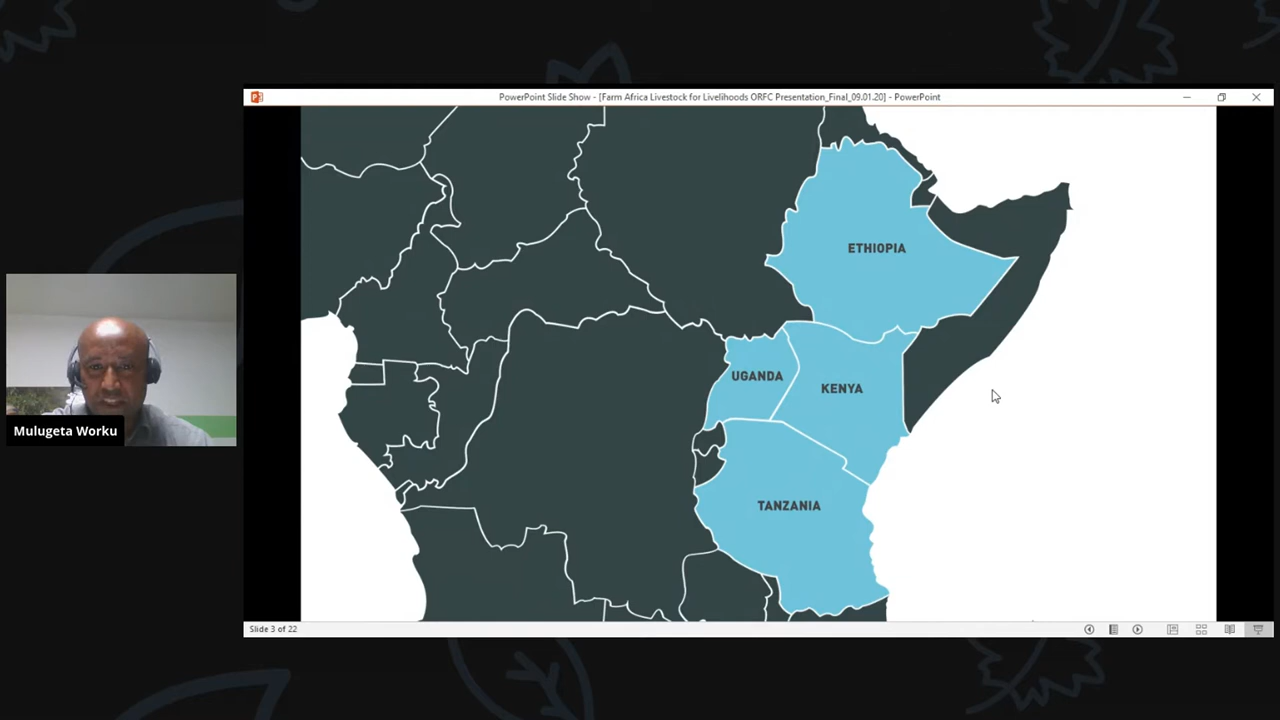 PowerPoint Slide Show - [Farm Africa Livestock for Livelihoods ORFC Presentation_Final_09.01.20] - PowerPoint
ETHIOPIA
UGANDA
KENYA
Mulugeta Worku
TANZANIA
Slide 3 of 22